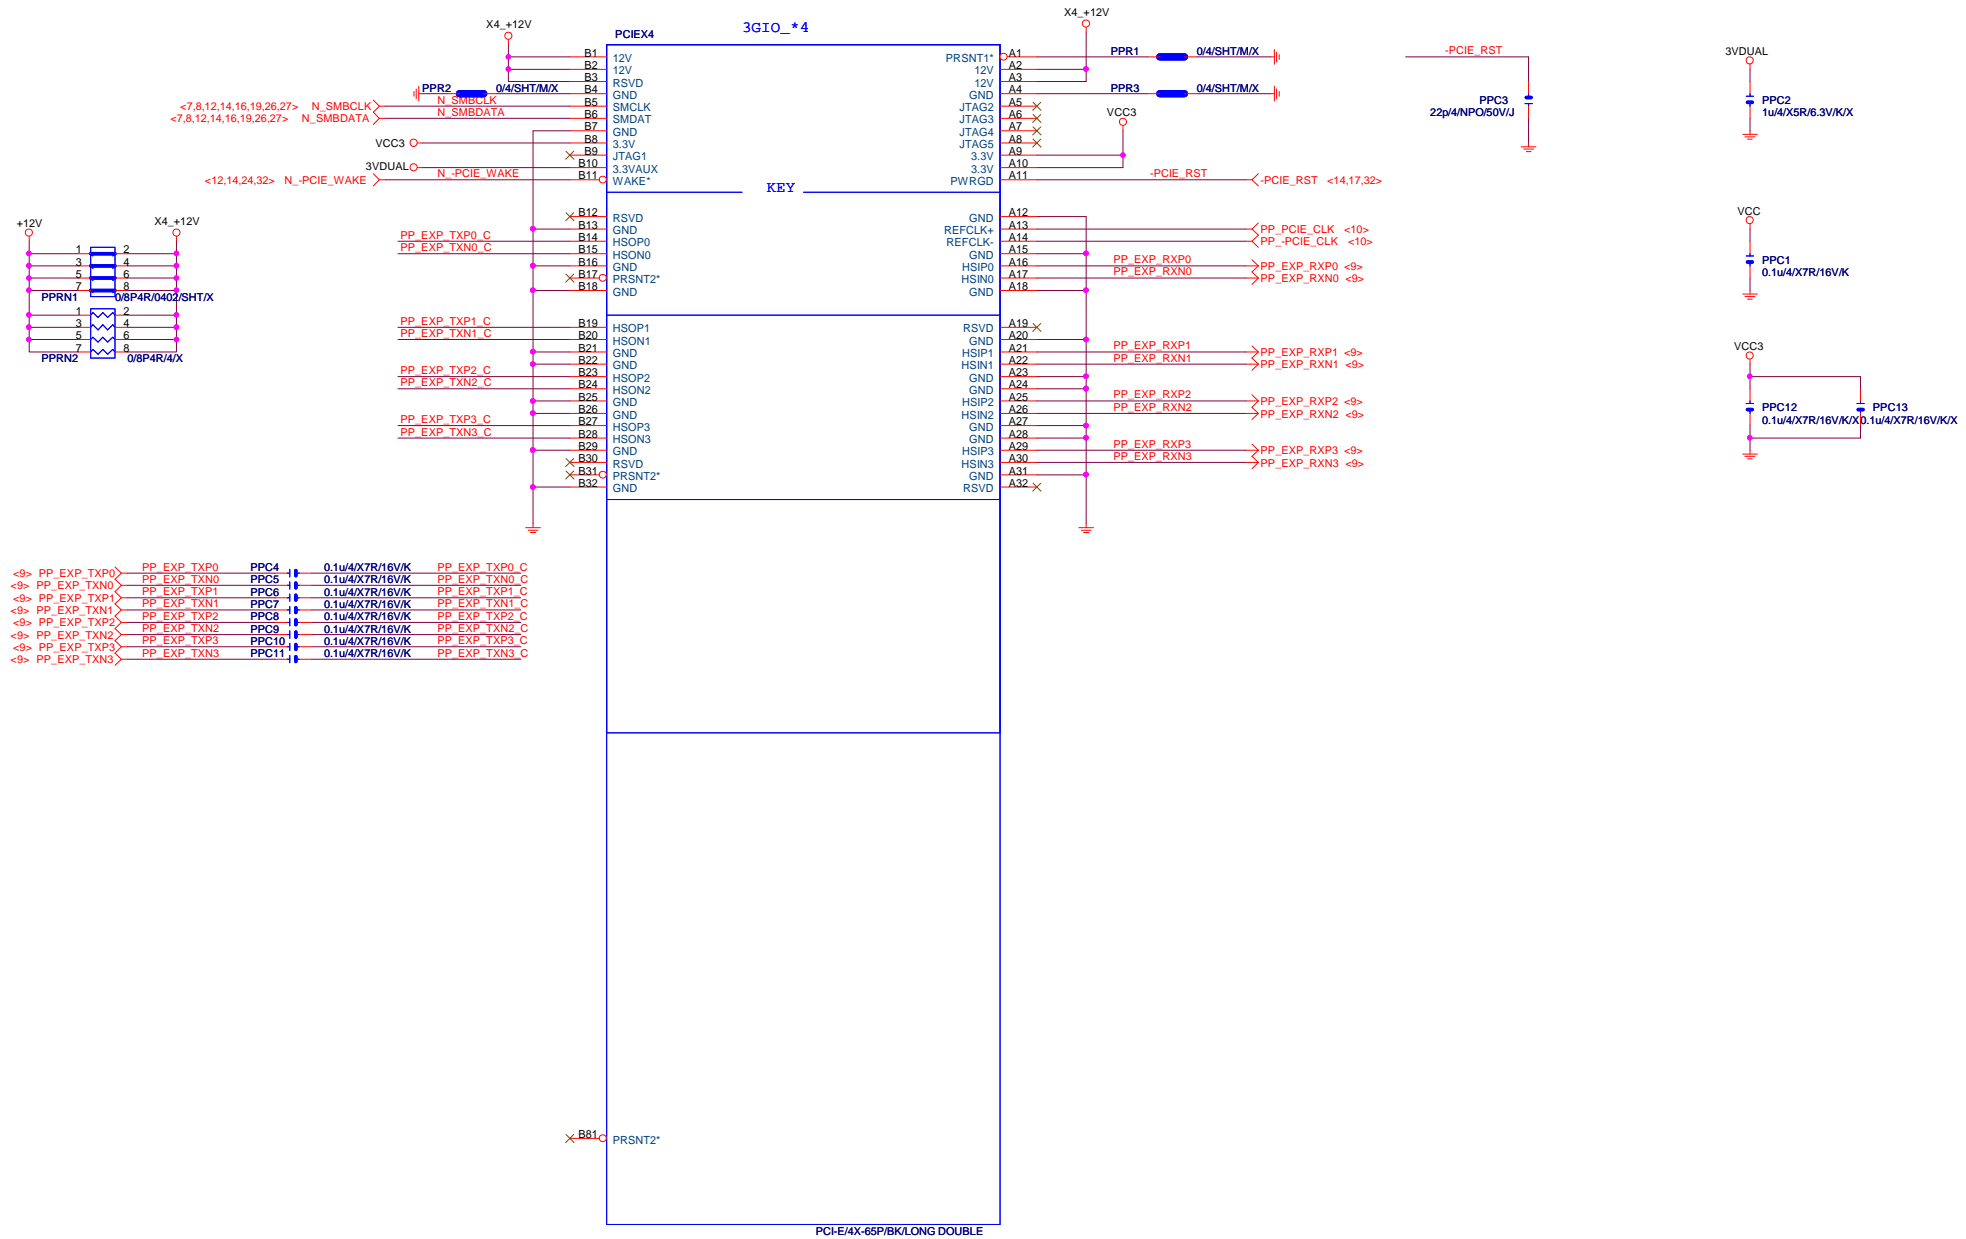 3GIO_*4
PCIEX4
X4_+12V
X4_+12V
B1 12V
B2 12V
B3 RSVD
B4 GND
B5 SMCLK
B6 SMDAT
B7 GND
B8 3.3V
B9 JTAG1
B10 3.3VAUX
B11 WAKE*
PRSNT1* A1
12V A2
12V A3
GND A4
JTAG2 A5
JTAG3 A6
JTAG4 A7
JTAG5 A8
3.3V A9
3.3V A10
PWRGD A11
PPR2 0/4/SHT/M/X
<7,8,12,14,16,19,26,27> N_SMBCLK N_SMBCLK
<7,8,12,14,16,19,26,27> N_SMBDATA N_SMBDATA
VCC3
3VDUAL
<12,14,24,32> N_-PCIE_WAKE N_-PCIE_WAKE
PPR1 0/4/SHT/M/X
PPR3 0/4/SHT/M/X
VCC3
-PCIE_RST -PCIE_RST <14,17,32>
KEY
B12 RSVD
B13 GND
PP_EXP_TXP0_C B14 HSOP0
PP_EXP_TXN0_C B15 HSON0
B16 GND
B17 PRSNT2*
B18 GND
GND A12
REFCLK+ A13 PP_PCIE_CLK <10>
REFCLK- A14 PP_-PCIE_CLK <10>
GND A15
HSIP0 A16 PP_EXP_RXP0 PP_EXP_RXP0 <9>
HSIN0 A17 PP_EXP_RXN0 PP_EXP_RXN0 <9>
GND A18
PP_EXP_TXP1_C B19 HSOP1
PP_EXP_TXN1_C B20 HSON1
B21 GND
B22 GND
PP_EXP_TXP2_C B23 HSOP2
PP_EXP_TXN2_C B24 HSON2
B25 GND
B26 GND
PP_EXP_TXP3_C B27 HSOP3
PP_EXP_TXN3_C B28 HSON3
B29 GND
B30 RSVD
B31 PRSNT2*
B32 GND
RSVD A19
GND A20
HSIP1 A21 PP_EXP_RXP1 PP_EXP_RXP1 <9>
HSIN1 A22 PP_EXP_RXN1 PP_EXP_RXN1 <9>
GND A23
GND A24
HSIP2 A25 PP_EXP_RXP2 PP_EXP_RXP2 <9>
HSIN2 A26 PP_EXP_RXN2 PP_EXP_RXN2 <9>
GND A27
GND A28
HSIP3 A29 PP_EXP_RXP3 PP_EXP_RXP3 <9>
HSIN3 A30 PP_EXP_RXN3 PP_EXP_RXN3 <9>
GND A31
RSVD A32
B81 PRSNT2*
PCI-E/4X-65P/BK/LONG DOUBLE
+12V X4_+12V
1 2
3 4
5 6
7 8
PPRN1 0/8P4R/0402/SHT/X
1 2
3 4
5 6
7 8
PPRN2 0/8P4R/4/X
<9> PP_EXP_TXP0 PP_EXP_TXP0 PPC4 0.1u/4/X7R/16V/K PP_EXP_TXP0_C
<9> PP_EXP_TXN0 PP_EXP_TXN0 PPC5 0.1u/4/X7R/16V/K PP_EXP_TXN0_C
<9> PP_EXP_TXP1 PP_EXP_TXP1 PPC6 0.1u/4/X7R/16V/K PP_EXP_TXP1_C
<9> PP_EXP_TXN1 PP_EXP_TXN1 PPC7 0.1u/4/X7R/16V/K PP_EXP_TXN1_C
<9> PP_EXP_TXP2 PP_EXP_TXP2 PPC8 0.1u/4/X7R/16V/K PP_EXP_TXP2_C
<9> PP_EXP_TXN2 PP_EXP_TXN2 PPC9 0.1u/4/X7R/16V/K PP_EXP_TXN2_C
<9> PP_EXP_TXP3 PP_EXP_TXP3 PPC10 0.1u/4/X7R/16V/K PP_EXP_TXP3_C
<9> PP_EXP_TXN3 PP_EXP_TXN3 PPC11 0.1u/4/X7R/16V/K PP_EXP_TXN3_C
-PCIE_RST
PPC3
22p/4/NPO/50V/J
3VDUAL
PPC2
1u/4/X5R/6.3V/K/X
VCC
PPC1
0.1u/4/X7R/16V/K
VCC3
PPC12 PPC13
0.1u/4/X7R/16V/K/X 0.1u/4/X7R/16V/K/X